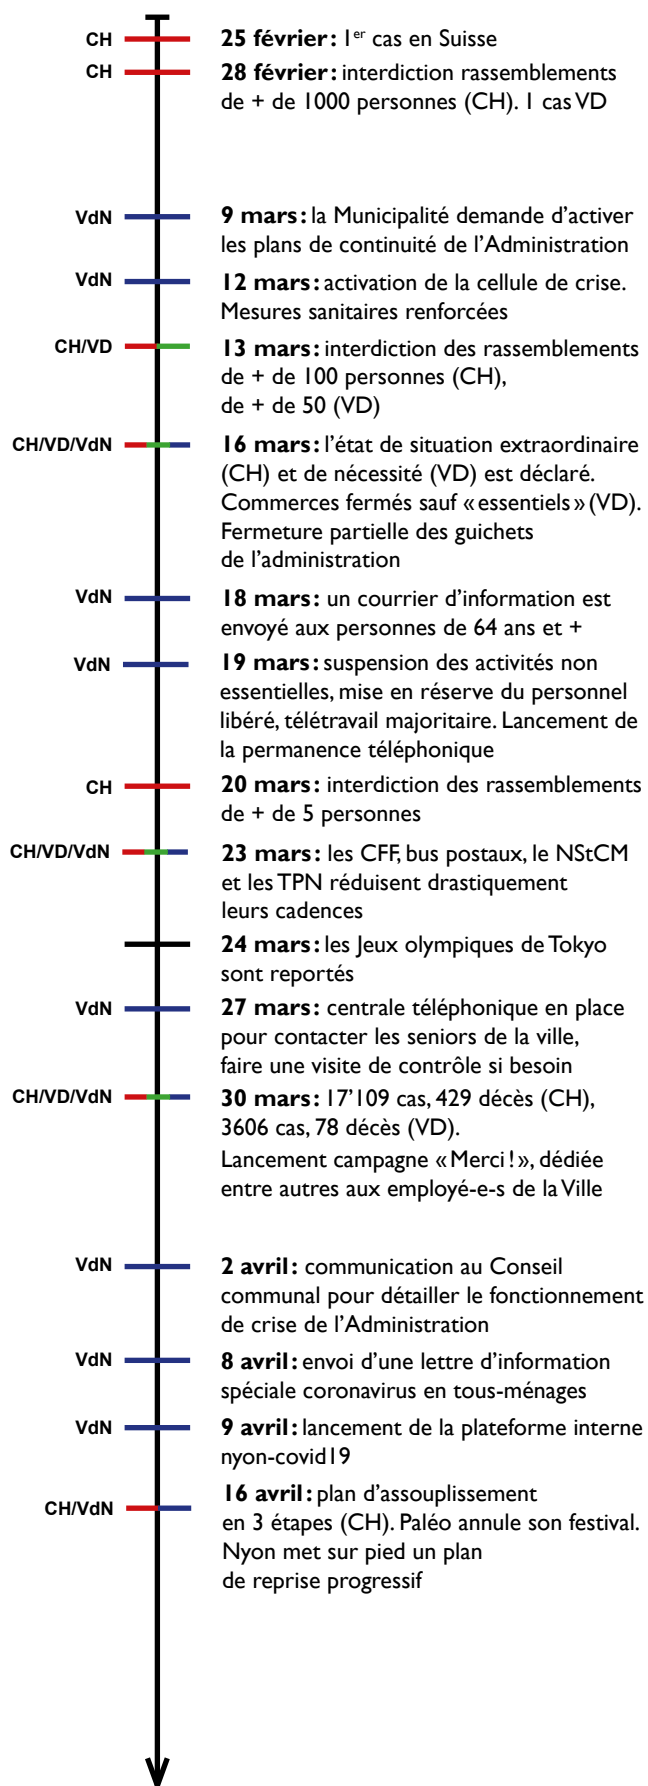 CH
25 février : 1er cas en Suisse
CH
28 février : interdiction rassemblements
de + de 1000 personnes (CH). 1 cas VD
VdN
9 mars : la Municipalité demande d’activer
les plans de continuité de l’Administration
VdN
12 mars : activation de la cellule de crise.
Mesures sanitaires renforcées
CH/VD
13 mars : interdiction des rassemblements
de + de 100 personnes (CH),
de + de 50 (VD)
CH/VD/VdN
16 mars : l’état de situation extraordinaire
(CH) et de nécessité (VD) est déclaré.
Commerces fermés sauf « essentiels » (VD).
Fermeture partielle des guichets
de l’administration
VdN
18 mars : un courrier d’information est
envoyé aux personnes de 64 ans et +
VdN
19 mars : suspension des activités non
essentielles, mise en réserve du personnel
libéré, télétravail majoritaire. Lancement de
la permanence téléphonique
CH
20 mars : interdiction des rassemblements
de + de 5 personnes
CH/VD/VdN
23 mars : les CFF, bus postaux, le NStCM
et les TPN réduisent drastiquement
leurs cadences
24 mars : les Jeux olympiques de Tokyo
sont reportés
VdN
27 mars : centrale téléphonique en place
pour contacter les seniors de la ville,
faire une visite de contrôle si besoin
CH/VD/VdN
30 mars : 17’109 cas, 429 décès (CH),
3606 cas, 78 décès (VD).
Lancement campagne « Merci ! », dédiée
entre autres aux employé-e-s de la Ville
VdN
2 avril : communication au Conseil
communal pour détailler le fonctionnement
de crise de l’Administration
VdN
8 avril : envoi d’une lettre d’information
spéciale coronavirus en tous-ménages
VdN
9 avril : lancement de la plateforme interne
nyon-covid19
CH/VdN
16 avril : plan d’assouplissement
en 3 étapes (CH). Paléo annule son festival.
Nyon met sur pied un plan
de reprise progressif